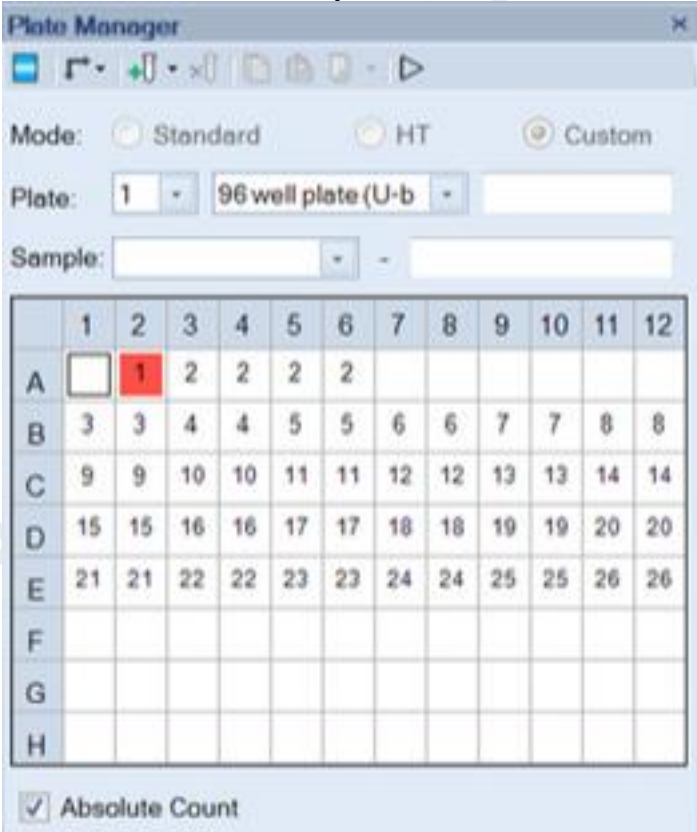 Plate Manager
Mode: Standard HT Custom
Plate: 1 96 well plate (U-b
Sample: -
1 2 3 4 5 6 7 8 9 10 11 12
A 1 2 2 2 2
B 3 3 4 4 5 5 6 6 7 7 8 8
C 9 9 10 10 11 11 12 12 13 13 14 14
D 15 15 16 16 17 17 18 18 19 19 20 20
E 21 21 22 22 23 23 24 24 25 25 26 26
F
G
H
Absolute Count